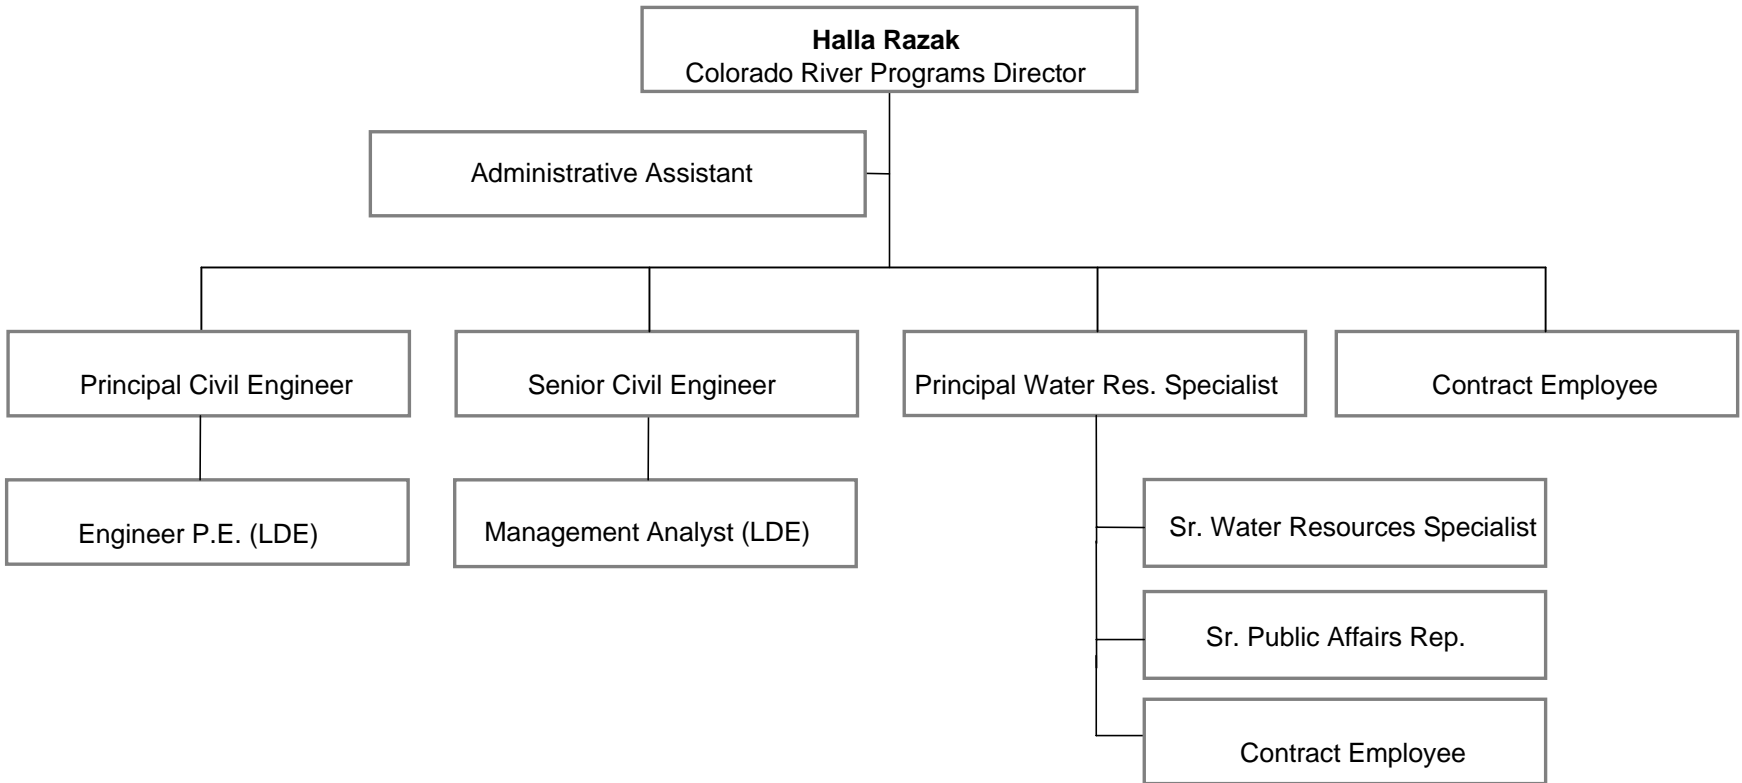 Halla Razak
Colorado River Programs Director
Administrative Assistant
Principal Civil Engineer
Senior Civil Engineer
Principal Water Res. Specialist
Contract Employee
Engineer P.E. (LDE)
Management Analyst (LDE)
Sr. Water Resources Specialist
Sr. Public Affairs Rep.
Contract Employee